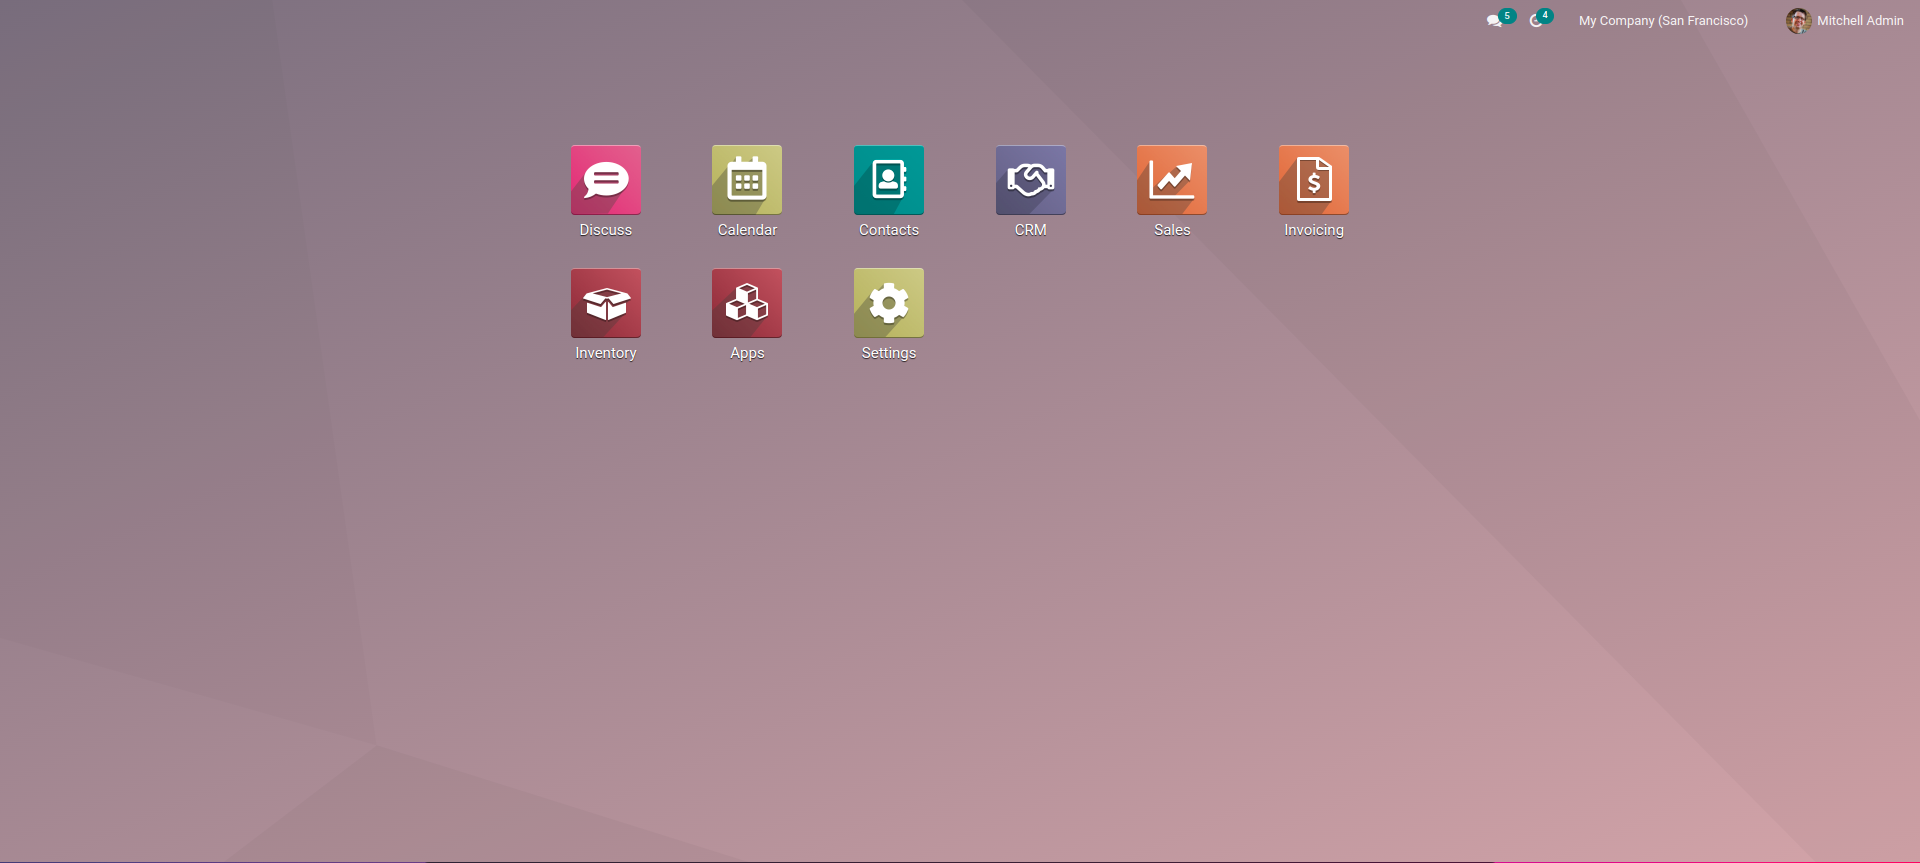 5 4 My Company (San Francisco) Mitchell Admin
Discuss Calendar Contacts CRM Sales Invoicing
Inventory Apps Settings